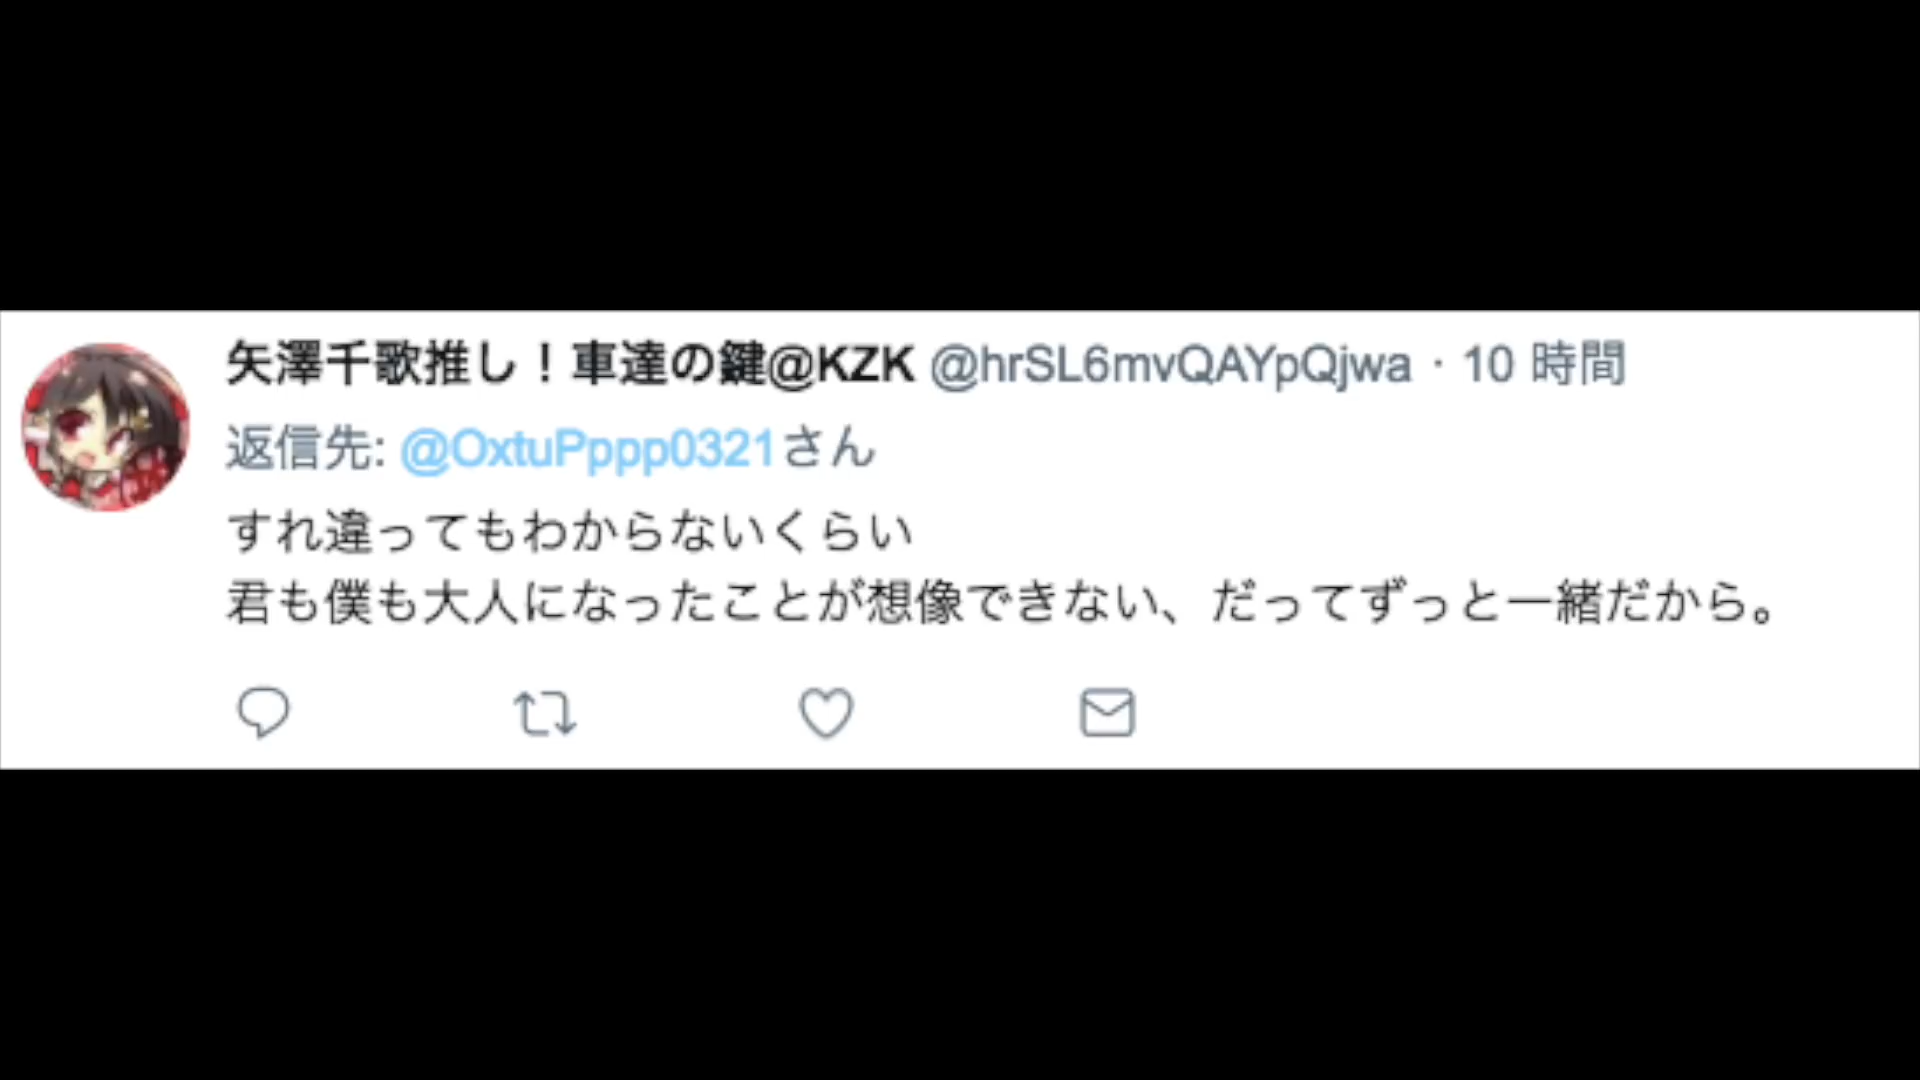 矢澤千歌推し！車達の鍵@KZK @hrSL6mvQAYpQjwa · 10 時間
返信先: @OxtuPppp0321さん
すれ違ってもわからないくらい
君も僕も大人になったことが想像できない、だってずっと一緒だから。